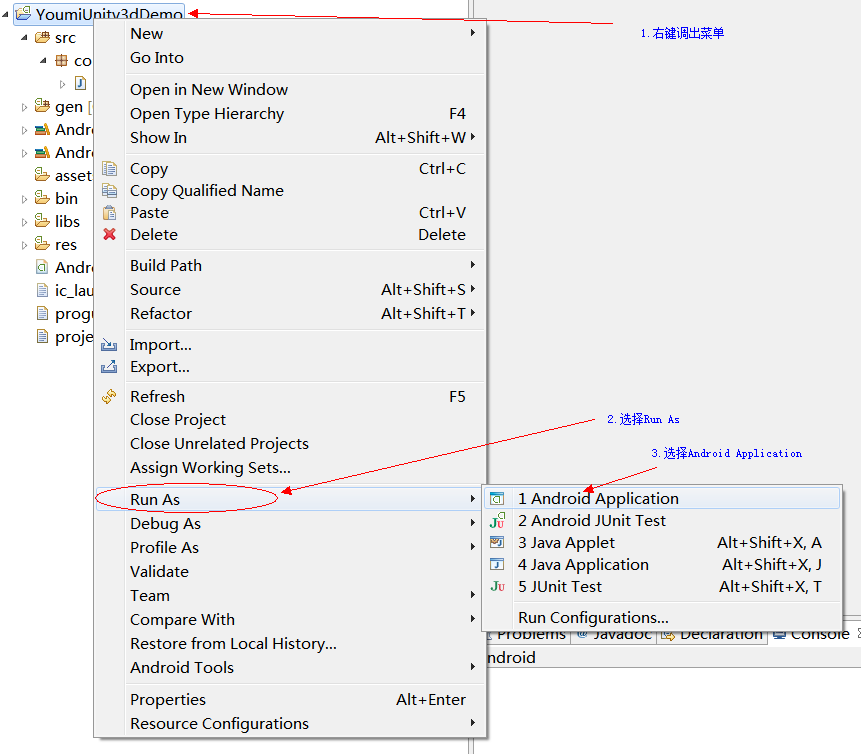 YoumiUnity3dDemo
1.右键调出菜单
src
co
gen [
Andr
Andr
asset
bin
libs
res
Andr
ic_lau
progu
proje
New
Go Into
Open in New Window
Open Type Hierarchy F4
Show In Alt+Shift+W
Copy Ctrl+C
Copy Qualified Name
Paste Ctrl+V
Delete Delete
Build Path
Source Alt+Shift+S
Refactor Alt+Shift+T
Import...
Export...
Refresh F5
Close Project
Close Unrelated Projects
Assign Working Sets...
Run As
Debug As
Profile As
Validate
Team
Compare With
Restore from Local History...
Android Tools
Properties Alt+Enter
Resource Configurations
2.选择Run As
3.选择Android Application
1 Android Application
2 Android JUnit Test
3 Java Applet Alt+Shift+X, A
4 Java Application Alt+Shift+X, J
5 JUnit Test Alt+Shift+X, T
Run Configurations...
Problems @ Javadoc Declaration Console
ndroid